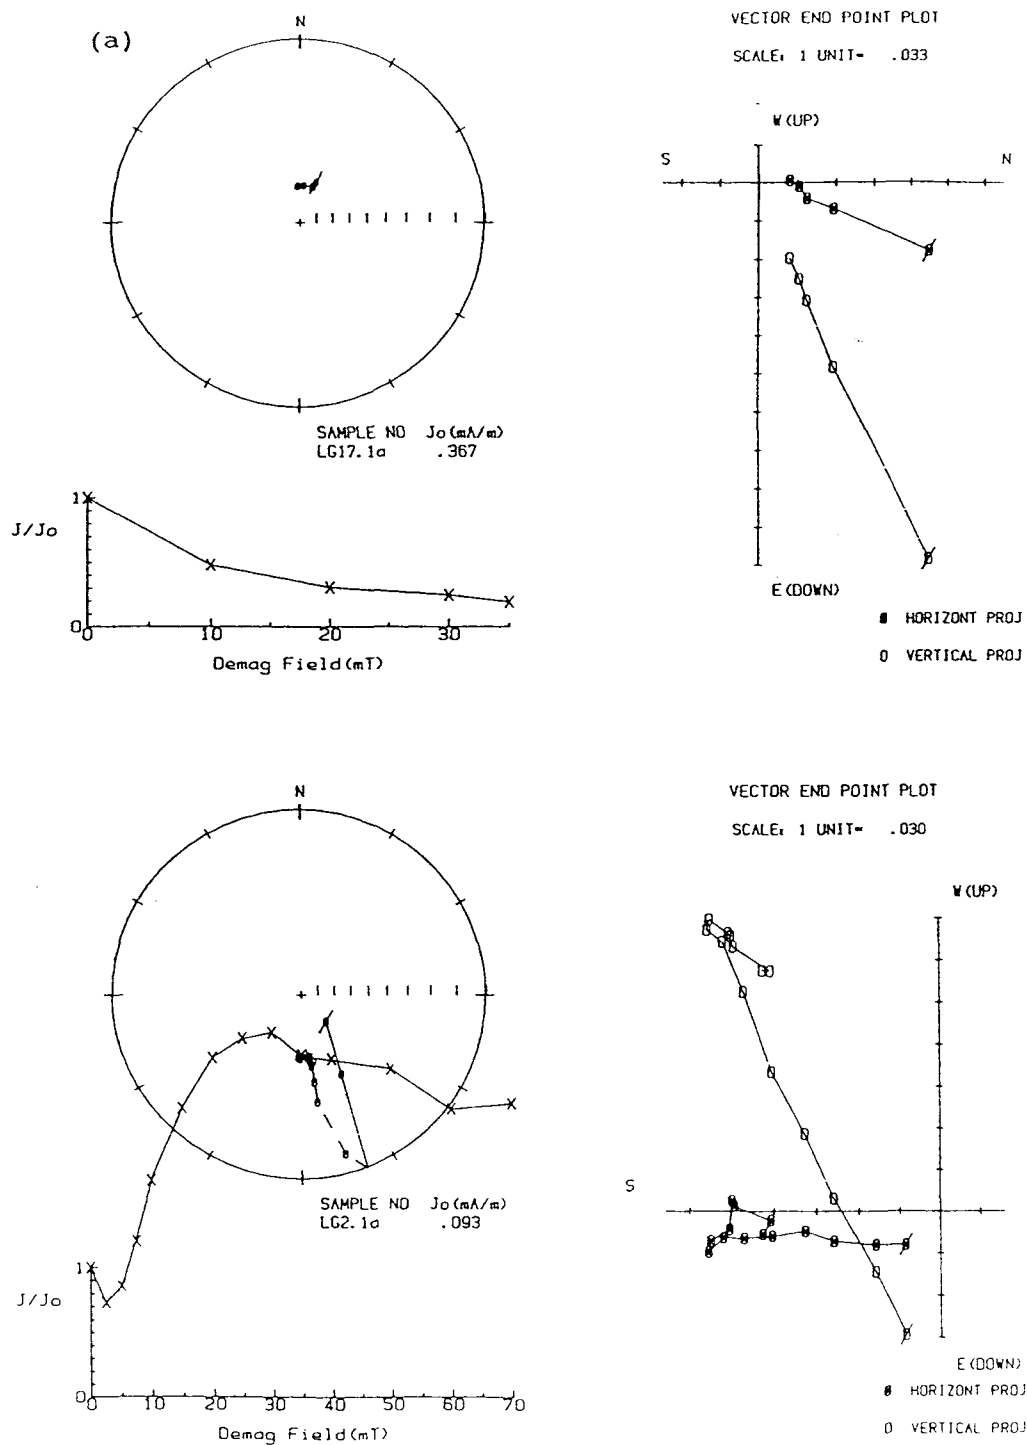 (a)
N
SAMPLE NO Jo(mA/m)
LG17.1a .367
1
J/Jo
0
0 10 20 30
Demag Field(mT)
VECTOR END POINT PLOT
SCALE: 1 UNIT= .033
W(UP)
S N
E(DOWN)
HORIZONT PROJ
VERTICAL PROJ
N
SAMPLE NO Jo(mA/m)
LG2.1a .093
1
J/Jo
0
0 10 20 30 40 50 60 70
Demag Field(mT)
VECTOR END POINT PLOT
SCALE: 1 UNIT= .030
W(UP)
S
E(DOWN)
HORIZONT PROJ
VERTICAL PROJ